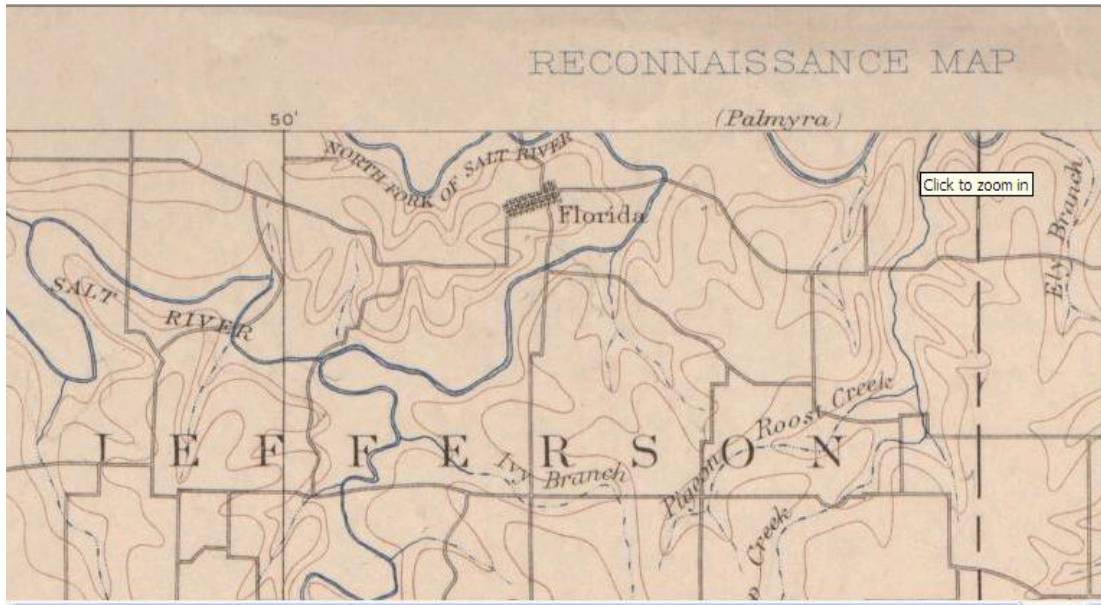 RECONNAISSANCE MAP
50'
(Palmyra)
NORTH FORK OF SALT RIVER
Click to zoom in
Florida
Ely Branch
SALT RIVER
Roost Creek
Pigeon
JEFFERSON
Ivy Branch
Creek